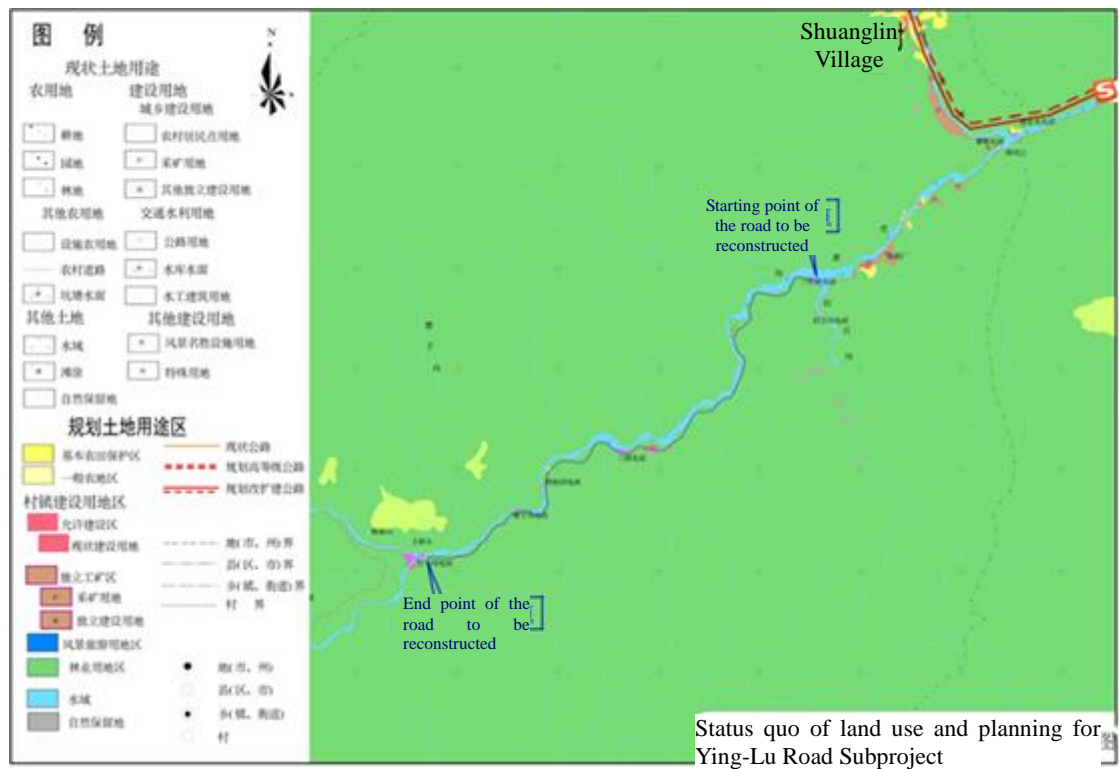 图 例
N
现状土地用途
农用地 建设用地
城乡建设用地
耕地 农村居民点用地
园地 采矿用地
林地 其他独立建设用地
其他农用地 交通水利用地
设施农用地 公路用地
农村道路 水库水面
坑塘水面 水工建筑用地
其他土地 其他建设用地
水域 风景名胜设施用地
滩涂 特殊用地
自然保留地
规划土地用途区
基本农田保护区 现状公路
一般农地区 规划高等级公路
规划改扩建公路
村镇建设用地区
允许建设区
现状建设用地 地(市、州)界
独立工矿区 县(区、市)界
采矿用地 乡(镇、街道)界
独立建设用地 村 界
风景旅游用地区
林业用地区 地(市、州)
县(区、市)
水域 乡(镇、街道)
自然保留地 村
Shuanglin
Village
S
Starting point of
the road to be
reconstructed
End point of the
road to be
reconstructed
Status quo of land use and planning for
Ying-Lu Road Subproject